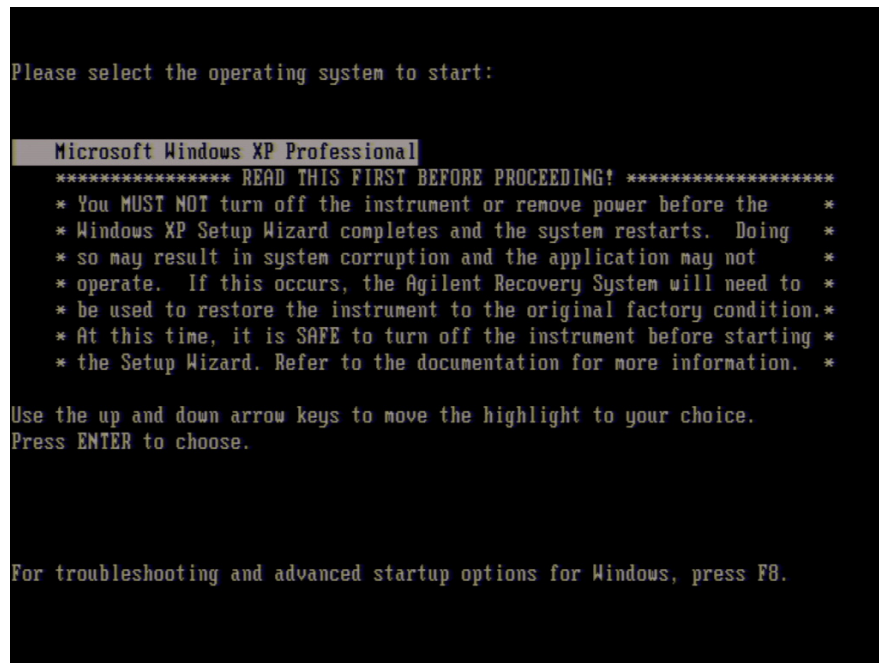 Please select the operating system to start:
Microsoft Windows XP Professional
**************** READ THIS FIRST BEFORE PROCEEDING! *******************
* You MUST NOT turn off the instrument or remove power before the *
* Windows XP Setup Wizard completes and the system restarts. Doing *
* so may result in system corruption and the application may not *
* operate. If this occurs, the Agilent Recovery System will need to *
* be used to restore the instrument to the original factory condition.*
* At this time, it is SAFE to turn off the instrument before starting *
* the Setup Wizard. Refer to the documentation for more information. *
Use the up and down arrow keys to move the highlight to your choice.
Press ENTER to choose.
For troubleshooting and advanced startup options for Windows, press F8.